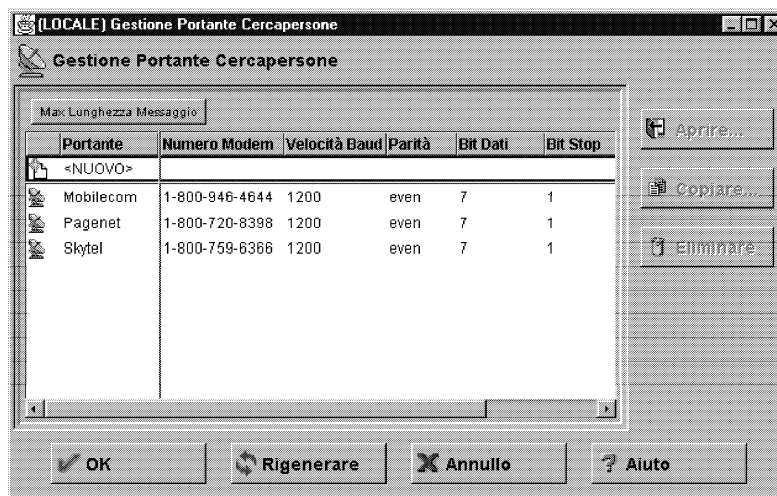 (LOCALE) Gestione Portante Cercapersone
Gestione Portante Cercapersone
Max Lunghezza Messaggio
Portante Numero Modem Velocità Baud Parità Bit Dati Bit Stop
<NUOVO>
Mobilecom 1-800-946-4644 1200 even 7 1
Pagenet 1-800-720-8398 1200 even 7 1
Skytel 1-800-759-6366 1200 even 7 1
Aprire...
Copiare...
Eliminare
OK Rigenerare Annullo Aiuto